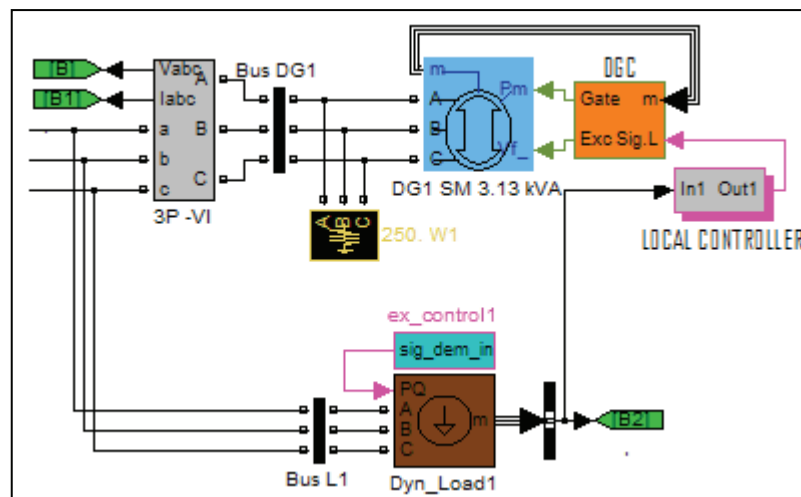 [B]
[B1]
Vabc
Iabc
a
b
c
A
B
C
3P -VI
Bus DG1
m
A
B
C
Pm
Vf_
DG1 SM 3.13 kVA
DGC
Gate
m
Exc Sig.L
In1 Out1
LOCAL CONTROLLER
A
B
C
250. W1
ex_control1
sig_dem_in
PQ
A
B
C
m
Bus L1
Dyn_Load1
[B2]